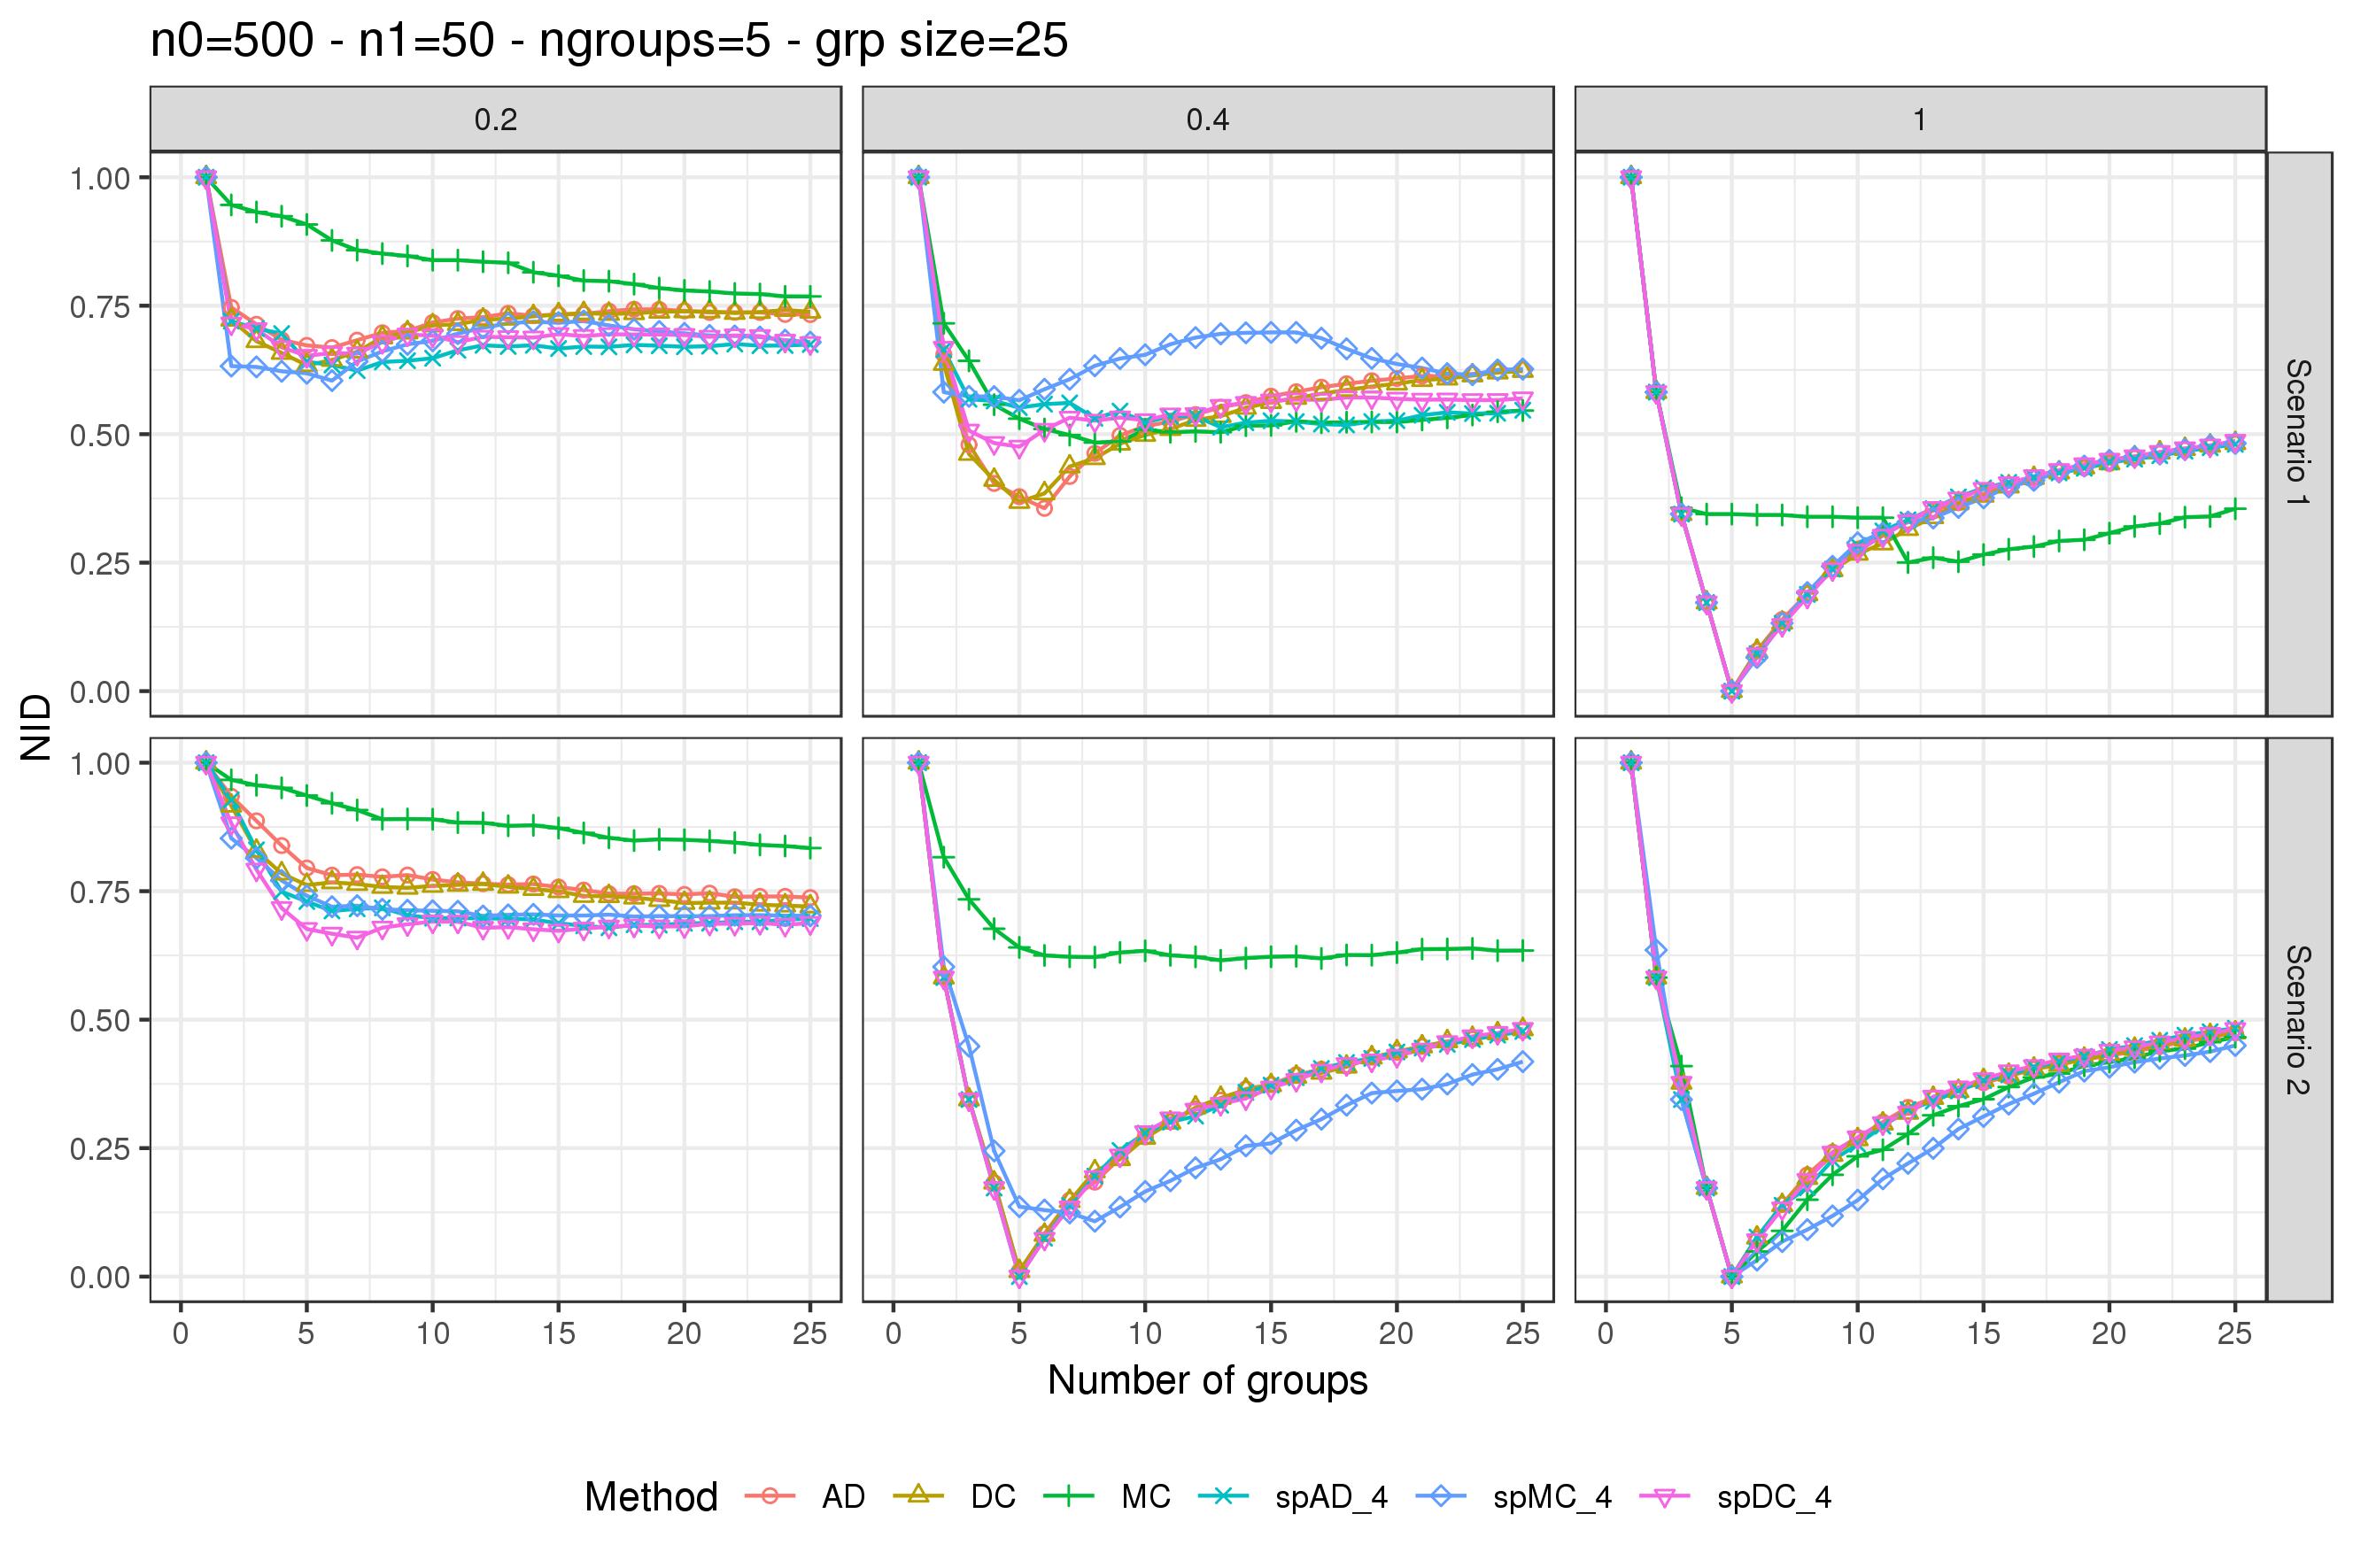 n0=500 - n1=50 - ngroups=5 - grp size=25
0.2 0.4 1
1.00
0.75
0.50
0.25
0.00
Scenario 1
NID
1.00
0.75
0.50
0.25
0.00
Scenario 2
0 5 10 15 20 25 0 5 10 15 20 25 0 5 10 15 20 25
Number of groups
Method AD DC MC spAD_4 spMC_4 spDC_4